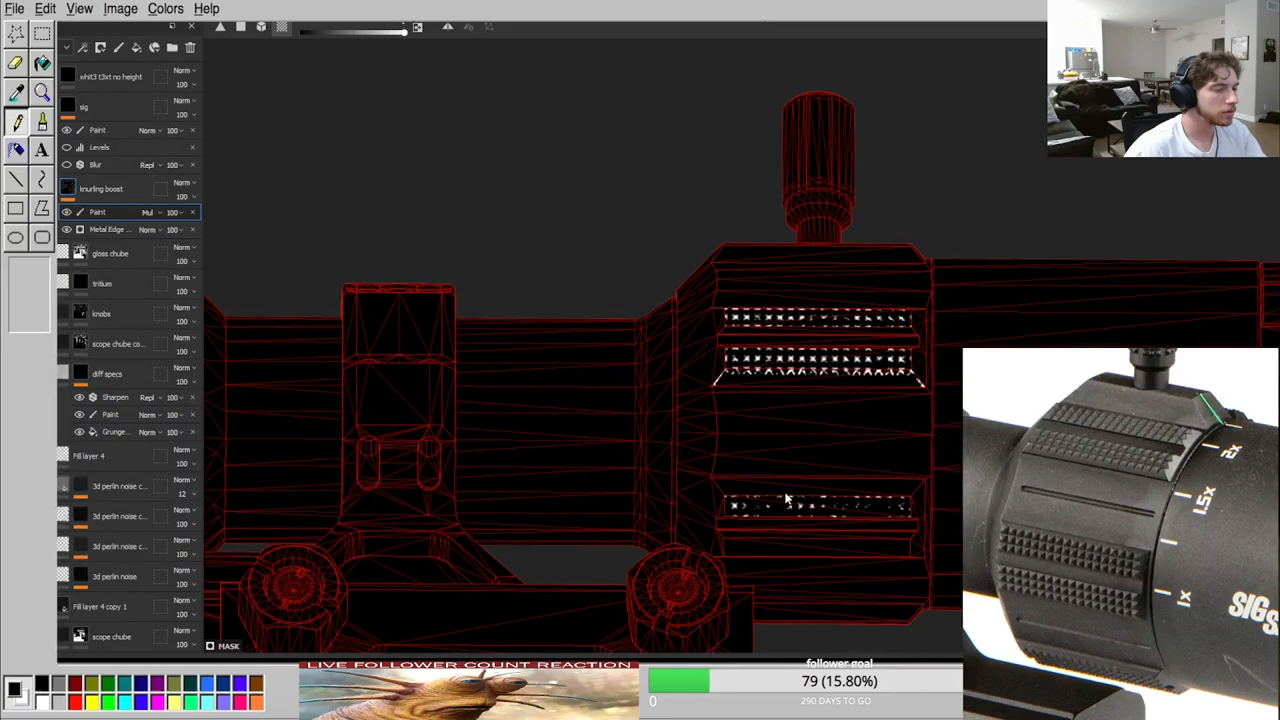 File Edit View Image Colors Help
whit3 t3xt no height Norm 100
sig Norm 100
Paint Norm 100
Levels
Blur Repl 100
knurling boost Norm 100
Paint Mul 100
Metal Edge ... Norm 100
gloss chube Norm 100
tritium Norm 100
knobs Norm 100
scope chube co... Norm 100
diff specs Norm 100
Sharpen Repl 100
Paint Norm 100
Grunge... Norm 100
Fill layer 4 Norm 100
3d perlin noise c... Norm 12
3d perlin noise c... Norm 100
3d perlin noise c... Norm 100
3d perlin noise Norm 100
Fill layer 4 copy 1 Norm 100
scope chube Norm 100
MASK
2x
1.5x
1x
SIG S
LIVE FOLLOWER COUNT REACTION
follower goal
79 (15.80%)
0
290 DAYS TO GO